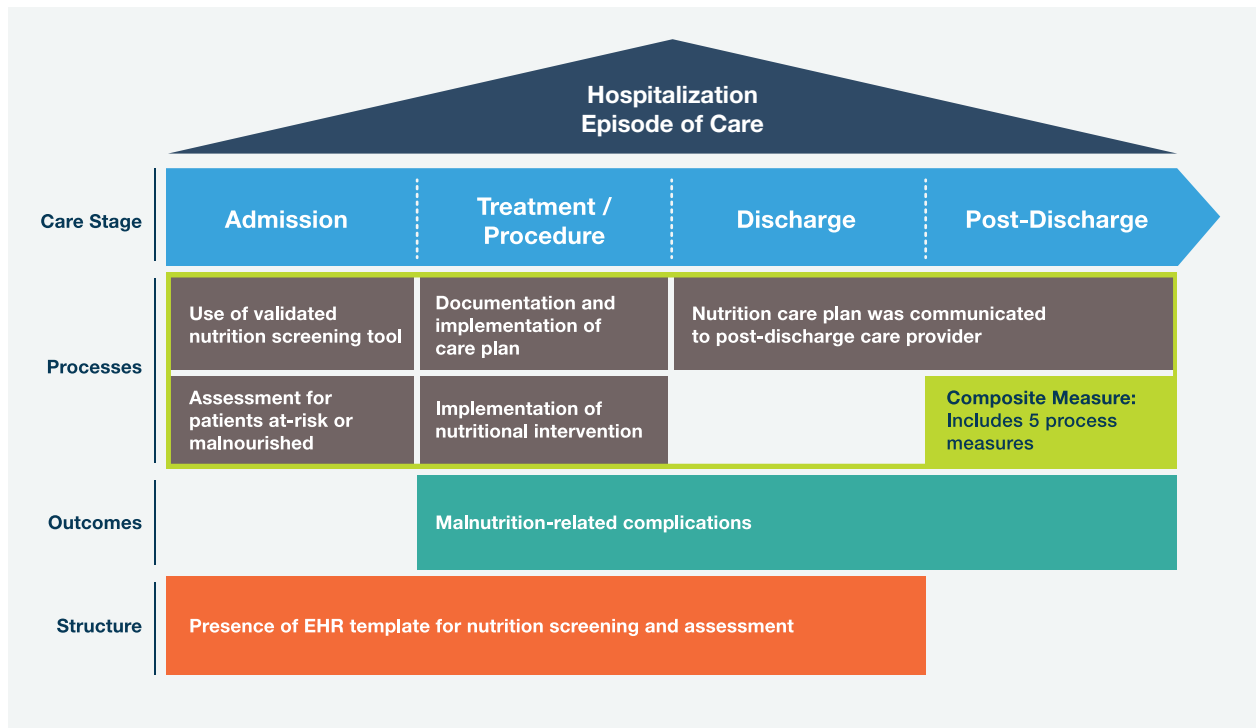 Hospitalization
Episode of Care
Care Stage
Admission
Treatment /
Procedure
Discharge
Post-Discharge
Processes
Use of validated
nutrition screening tool
Documentation and
implementation of
care plan
Nutrition care plan was communicated
to post-discharge care provider
Assessment for
patients at-risk or
malnourished
Implementation of
nutritional intervention
Composite Measure:
Includes 5 process
measures
Outcomes
Malnutrition-related complications
Structure
Presence of EHR template for nutrition screening and assessment